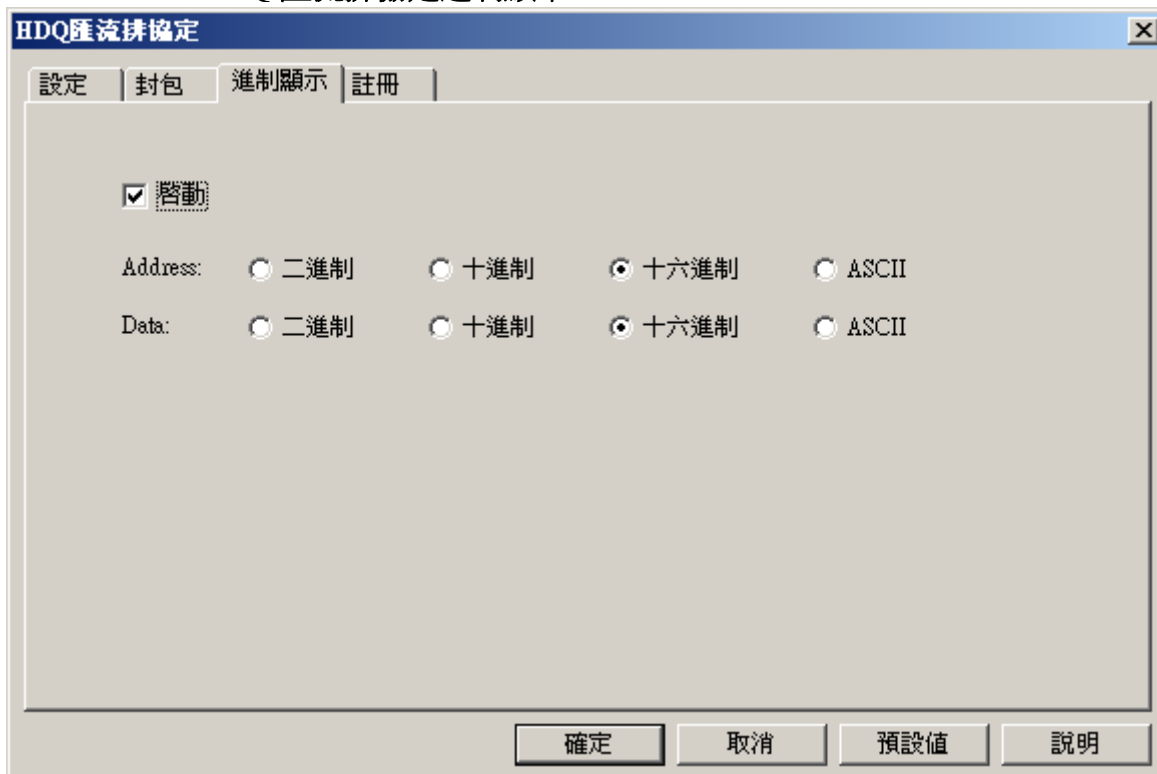 HDQ匯流排協定
設定 封包 進制顯示 註冊
啓動
Address: 二進制 十進制 十六進制 ASCII
Data: 二進制 十進制 十六進制 ASCII
確定 取消 預設值 說明